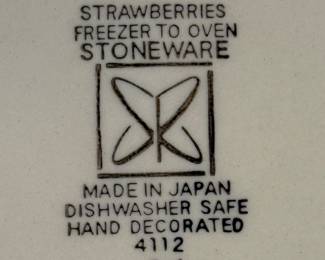 STRAWBERRIES
FREEZER TO OVEN
STONEWARE
MADE IN JAPAN
DISHWASHER SAFE
HAND DECORATED
4112